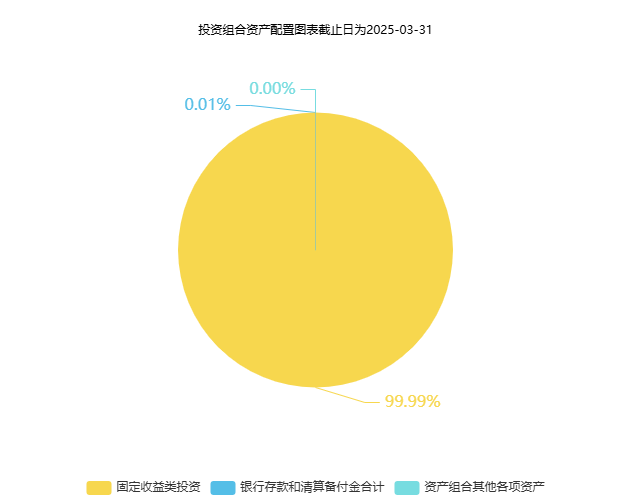 投资组合资产配置图表截止日为2025-03-31
0.00%
0.01%
99.99%
固定收益类投资 银行存款和清算备付金合计 资产组合其他各项资产